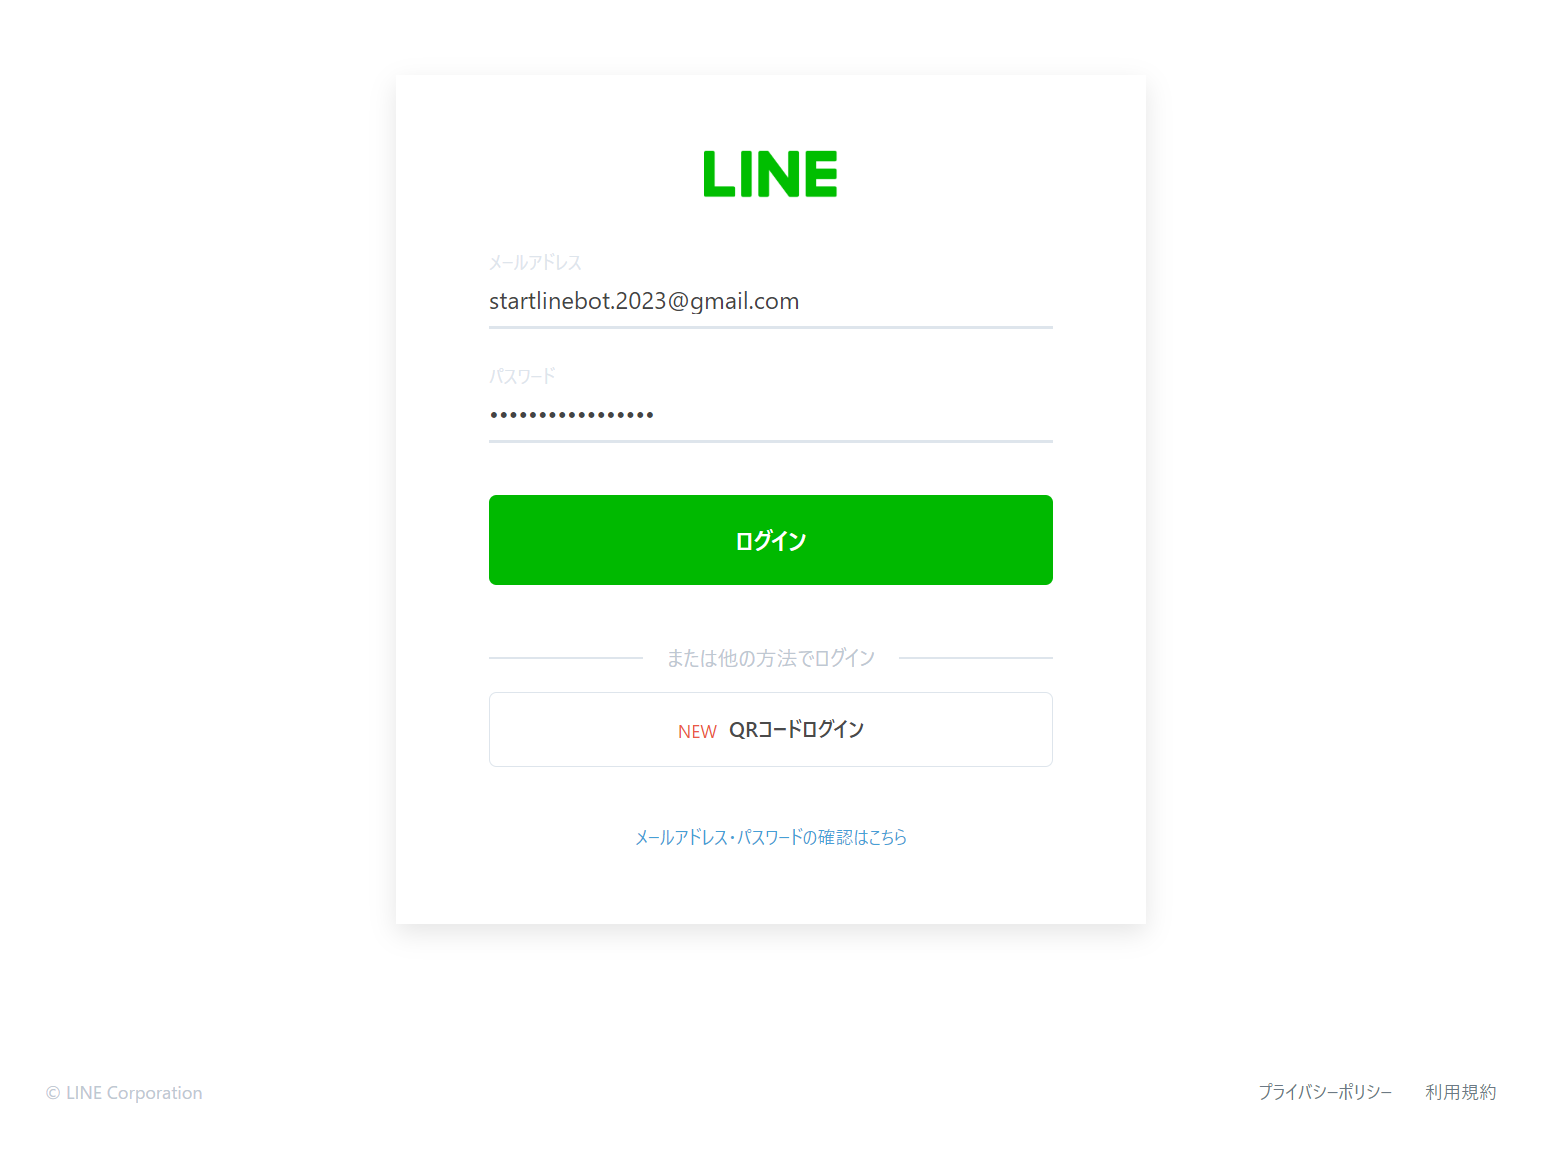 LINE
メールアドレス
startlinebot.2023@gmail.com
パスワード
•••••••••••••••••
ログイン
または他の方法でログイン
NEW QRコードログイン
メールアドレス・パスワードの確認はこちら
© LINE Corporation プライバシーポリシー 利用規約